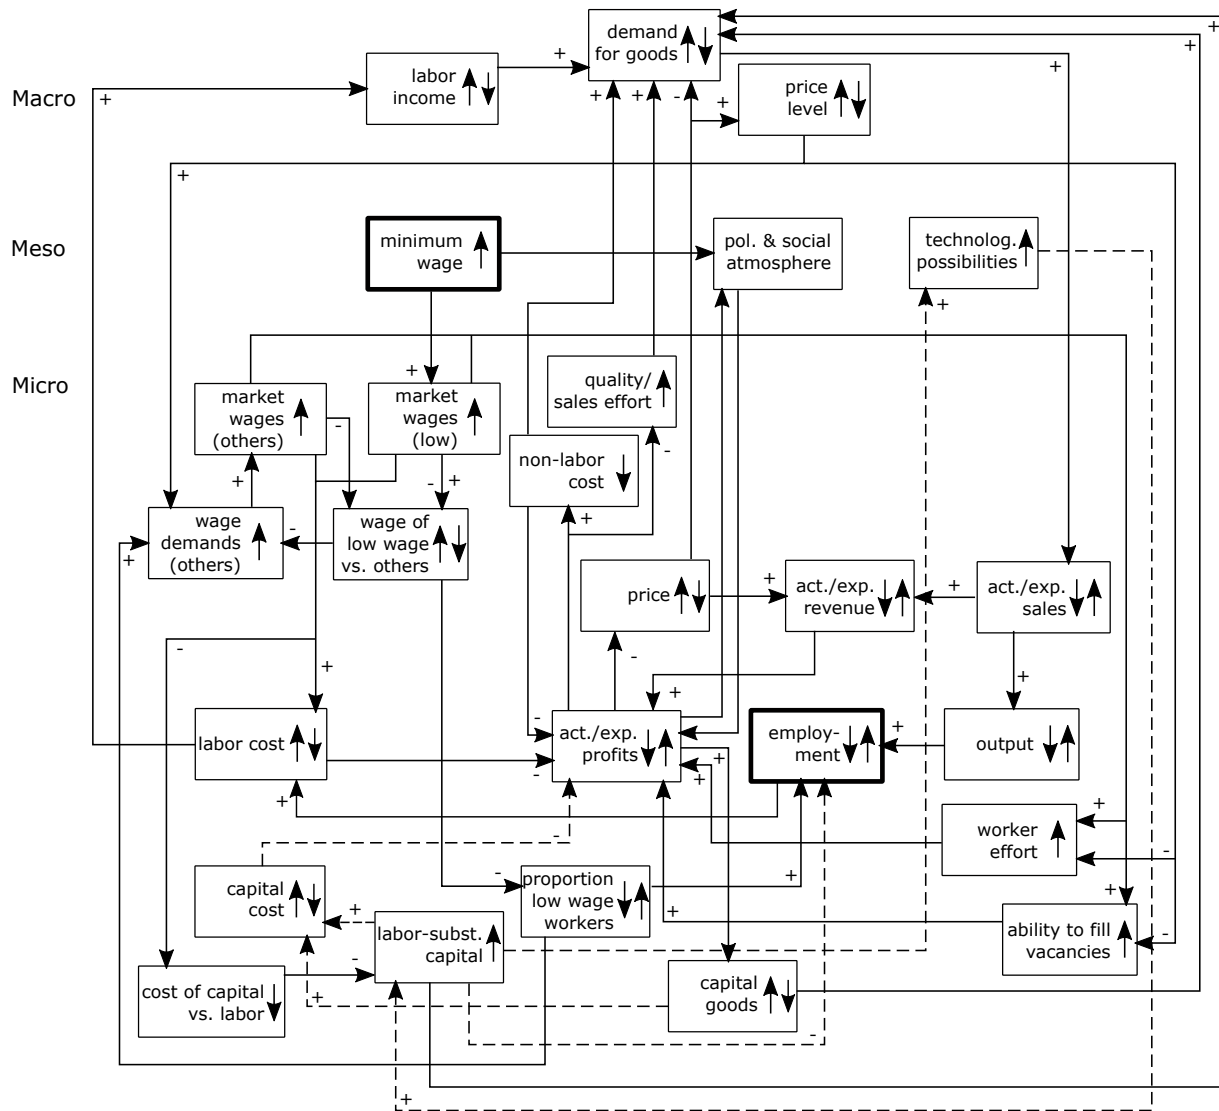 demand
for goods
labor
income
price
level
Macro
Meso
Micro
minimum
wage
pol. & social
atmosphere
technolog.
possibilities
quality/
sales effort
market
wages
(others)
market
wages
(low)
non-labor
cost
wage
demands
(others)
wage of
low wage
vs. others
price
act./exp.
revenue
act./exp.
sales
labor cost
act./exp.
profits
employ-
ment
output
worker
effort
capital
cost
proportion
low wage
workers
labor-subst.
capital
ability to fill
vacancies
cost of capital
vs. labor
capital
goods